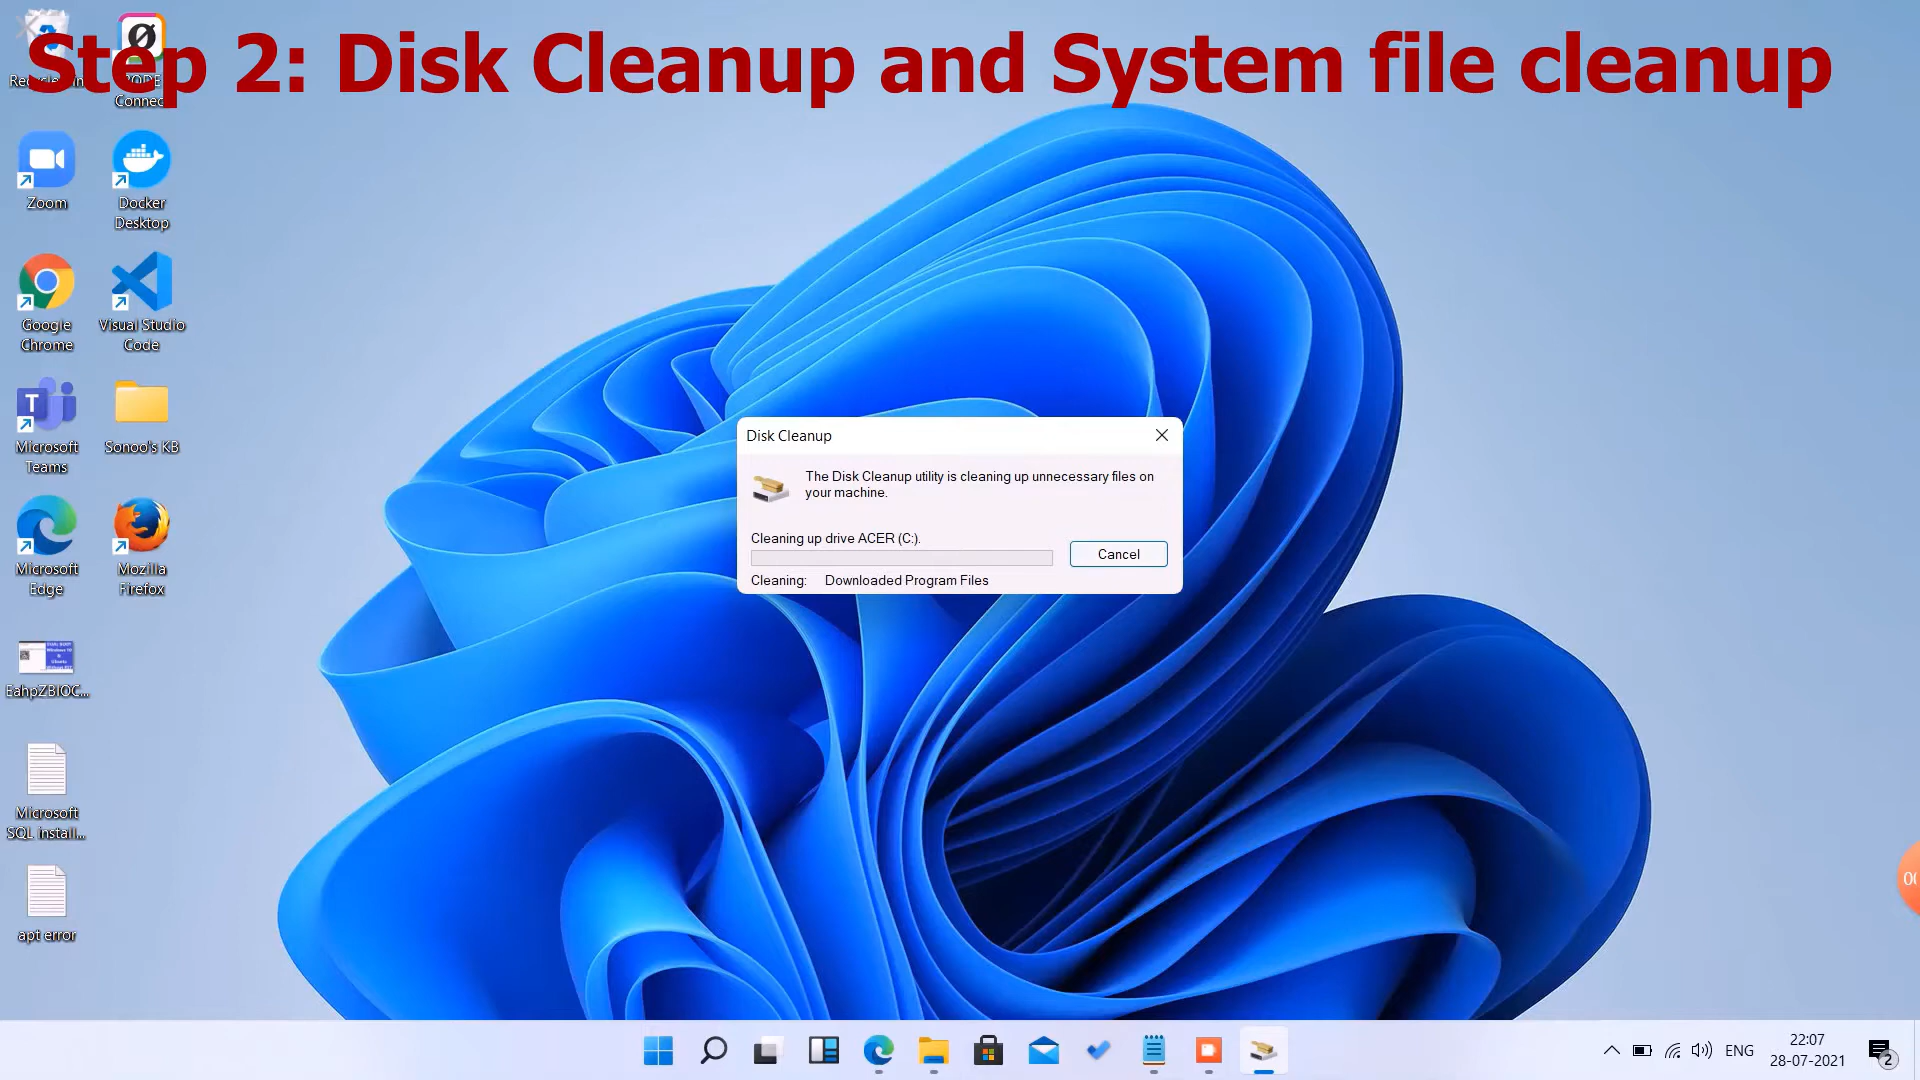 Step 2: Disk Cleanup and System file cleanup
Connect
Zoom
Docker
Desktop
Google
Chrome
Visual Studio
Code
Microsoft
Teams
Sonoo's KB
Microsoft
Edge
Mozilla
Firefox
EahpZBIOC...
Microsoft
SQL install...
apt error
Disk Cleanup
The Disk Cleanup utility is cleaning up unnecessary files on
your machine.
Cleaning up drive ACER (C:).
Cancel
Cleaning: Downloaded Program Files
ENG
22:07
28-07-2021
2